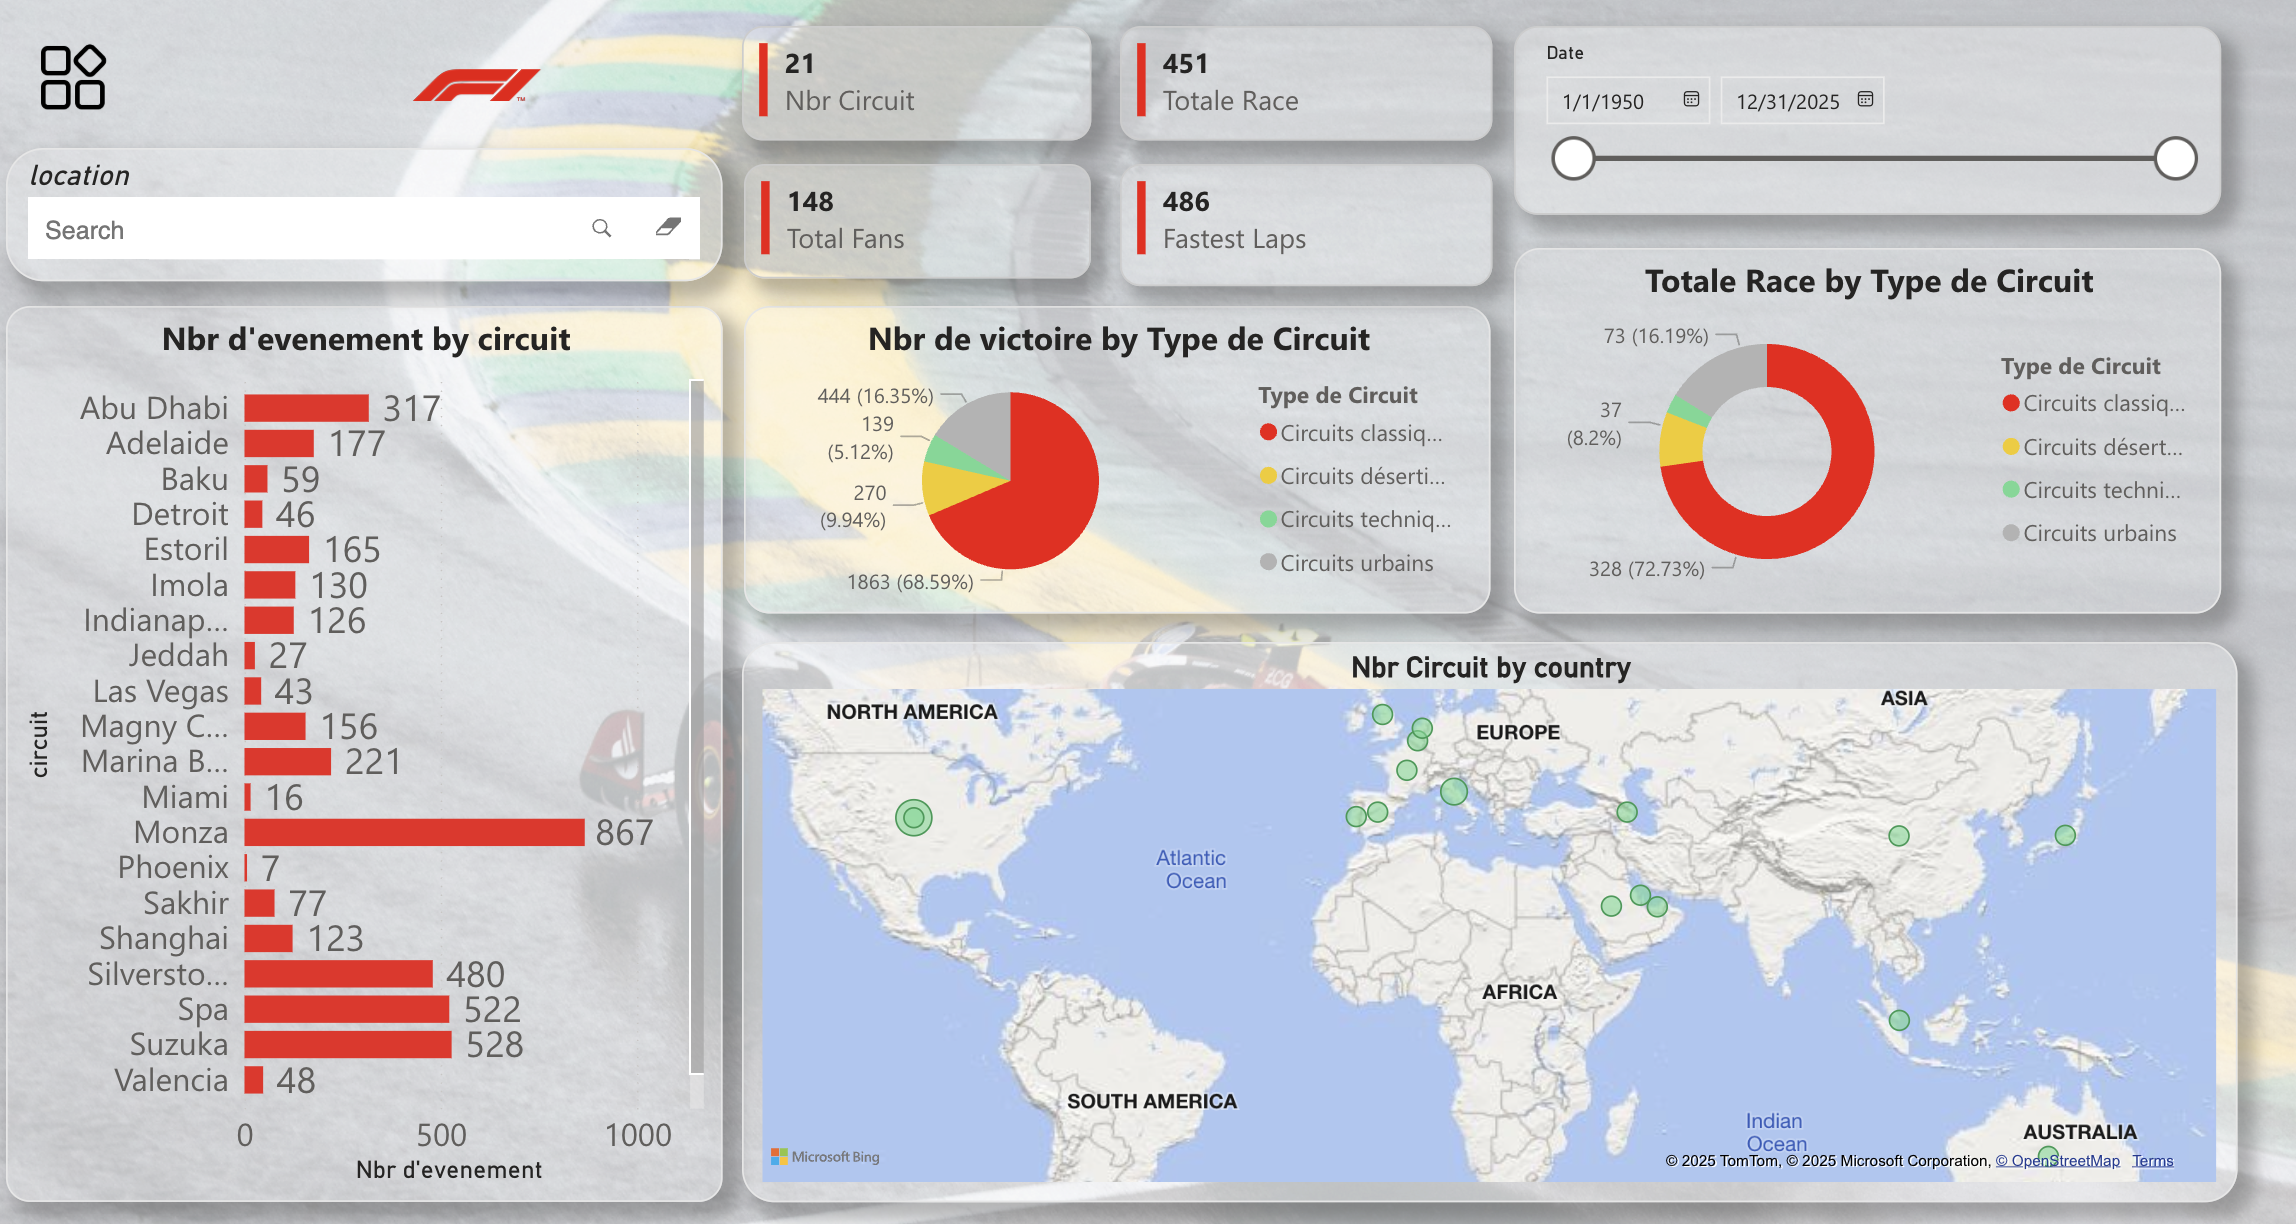 21
Nbr Circuit
451
Totale Race
Date
1/1/1950
12/31/2025
location
Search
148
Total Fans
486
Fastest Laps
Nbr d'evenement by circuit
circuit
Abu Dhabi 317
Adelaide 177
Baku 59
Detroit 46
Estoril 165
Imola 130
Indianap... 126
Jeddah 27
Las Vegas 43
Magny C... 156
Marina B... 221
Miami 16
Monza 867
Phoenix 7
Sakhir 77
Shanghai 123
Silversto... 480
Spa 522
Suzuka 528
Valencia 48
0 500 1000
Nbr d'evenement
Nbr de victoire by Type de Circuit
444 (16.35%)
139
(5.12%)
270
(9.94%)
1863 (68.59%)
Type de Circuit
Circuits classiq...
Circuits déserti...
Circuits techniq...
Circuits urbains
Totale Race by Type de Circuit
73 (16.19%)
37
(8.2%)
328 (72.73%)
Type de Circuit
Circuits classiq...
Circuits désert...
Circuits techni...
Circuits urbains
Nbr Circuit by country
NORTH AMERICA
EUROPE
ASIA
Atlantic
Ocean
AFRICA
SOUTH AMERICA
Indian
Ocean
AUSTRALIA
Microsoft Bing
© 2025 TomTom, © 2025 Microsoft Corporation, © OpenStreetMap Terms